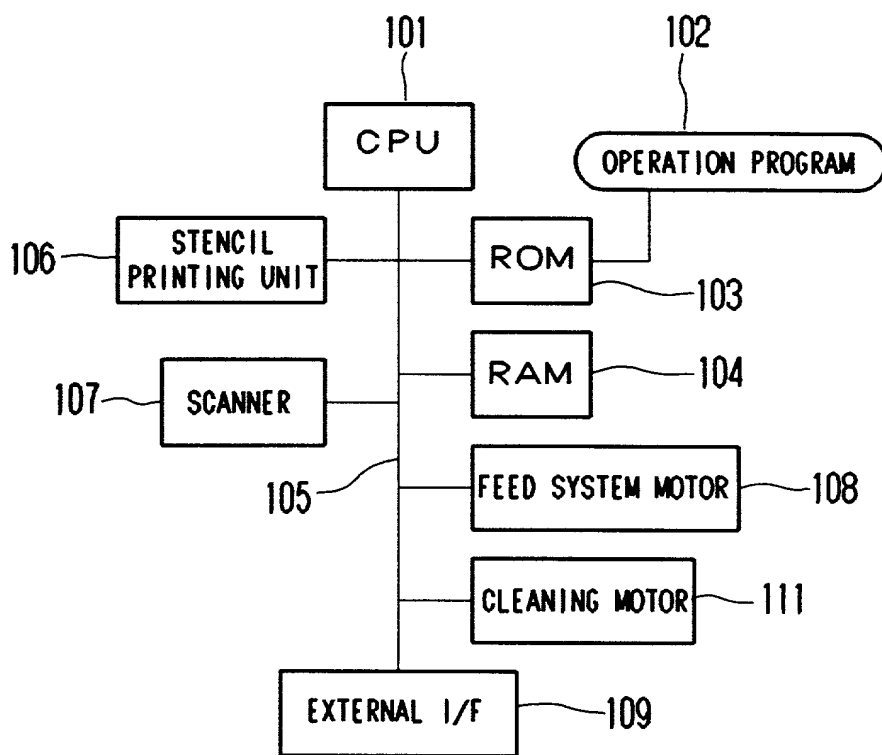 101
102
CPU
OPERATION PROGRAM
106
STENCIL
PRINTING UNIT
ROM
103
107
SCANNER
RAM
104
105
FEED SYSTEM MOTOR
108
CLEANING MOTOR
111
EXTERNAL I/F
109